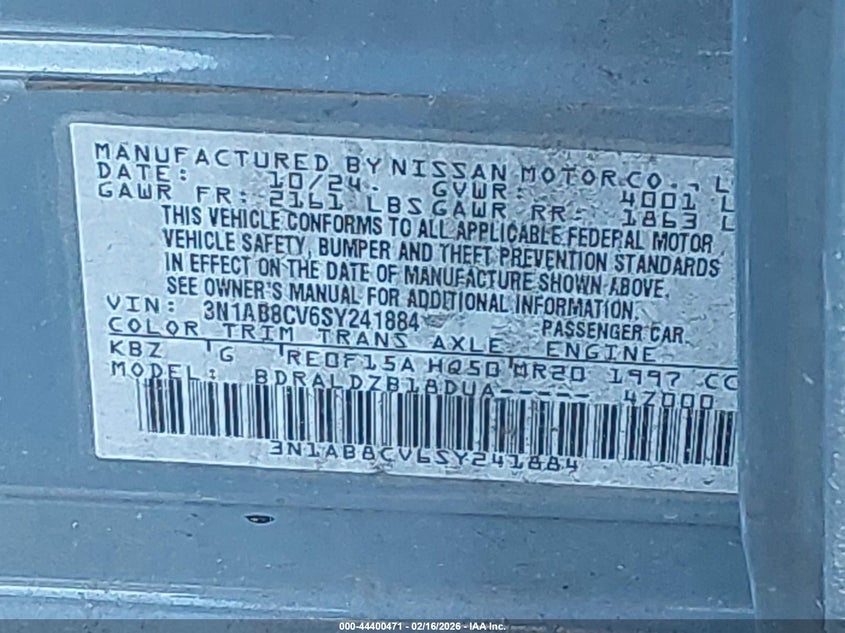 MANUFACTURED BY NISSAN MOTOR CO., L
DATE: 10/24. GVWR: 4001 L
GAWR FR: 2161 LBS GAWR RR: 1863 L
THIS VEHICLE CONFORMS TO ALL APPLICABLE FEDERAL MOTOR
VEHICLE SAFETY, BUMPER AND THEFT PREVENTION STANDARDS
IN EFFECT ON THE DATE OF MANUFACTURE SHOWN ABOVE.
SEE OWNER'S MANUAL FOR ADDITIONAL INFORMATION.
VIN: 3N1AB8CV6SY241884 PASSENGER CAR
COLOR TRIM TRANS AXLE ENGINE
KBZ G RE0F15A HQ50 MR20 1997 CC
MODEL: BDRALDZB18DUA----- 4Z000
3N1AB8CV6SY241884
000-44400471 - 02/16/2026 - IAA Inc.